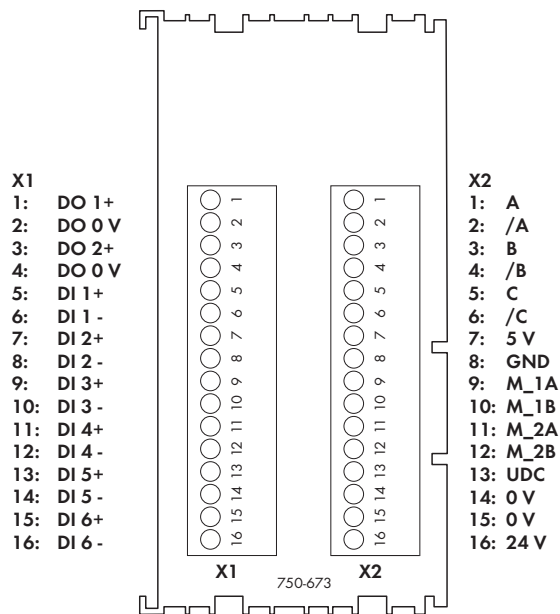 X1
1: DO 1+
2: DO 0 V
3: DO 2+
4: DO 0 V
5: DI 1+
6: DI 1 -
7: DI 2+
8: DI 2 -
9: DI 3+
10: DI 3 -
11: DI 4+
12: DI 4 -
13: DI 5+
14: DI 5 -
15: DI 6+
16: DI 6 -
1
2
3
4
5
6
7
8
9
10
11
12
13
14
15
16
X1
1
2
3
4
5
6
7
8
9
10
11
12
13
14
15
16
X2
750-673
X2
1: A
2: /A
3: B
4: /B
5: C
6: /C
7: 5 V
8: GND
9: M_1A
10: M_1B
11: M_2A
12: M_2B
13: UDC
14: 0 V
15: 0 V
16: 24 V